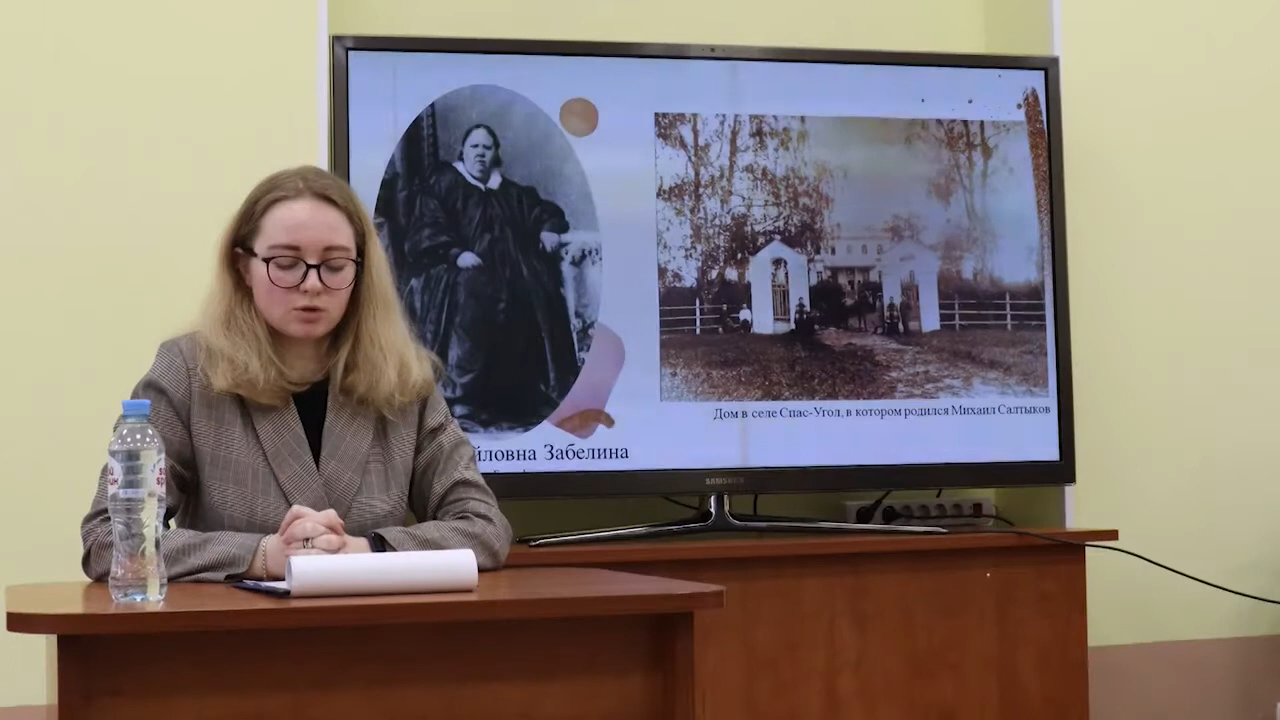 Дом в селе Спас-Угол, в котором родился Михаил Салтыков
йловна Забелина
SAMSUNG